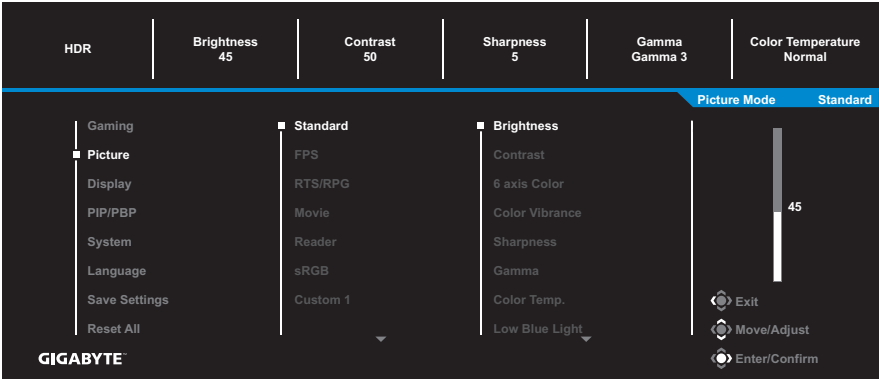 HDR
Brightness
45
Contrast
50
Sharpness
5
Gamma
Gamma 3
Color Temperature
Normal
Picture Mode Standard
Gaming
Picture
Display
PIP/PBP
System
Language
Save Settings
Reset All
Standard
FPS
RTS/RPG
Movie
Reader
sRGB
Custom 1
Brightness
Contrast
6 axis Color
Color Vibrance
Sharpness
Gamma
Color Temp.
Low Blue Light
45
Exit
Move/Adjust
Enter/Confirm
GIGABYTE™